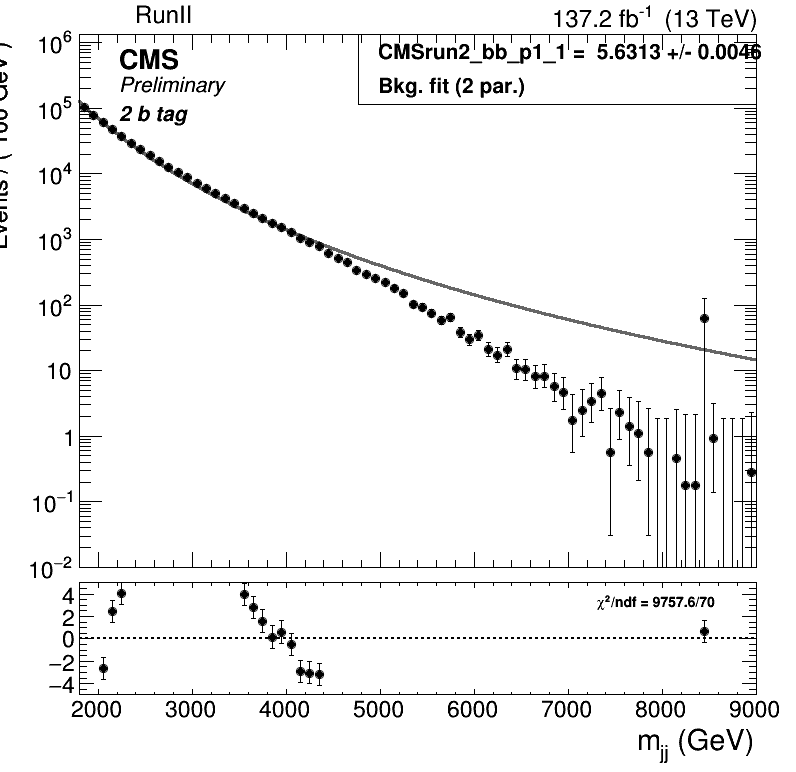 RunII
137.2 fb⁻¹ (13 TeV)
CMS
Preliminary
2 b tag
CMSrun2_bb_p1_1 = 5.6313 +/- 0.0046
Bkg. fit (2 par.)
Events / ( 100 GeV )
10⁶
10⁵
10⁴
10³
10²
10
1
10⁻¹
10⁻²
χ²/ndf = 9757.6/70
4
2
0
−2
−4
2000 3000 4000 5000 6000 7000 8000 9000
m_jj (GeV)